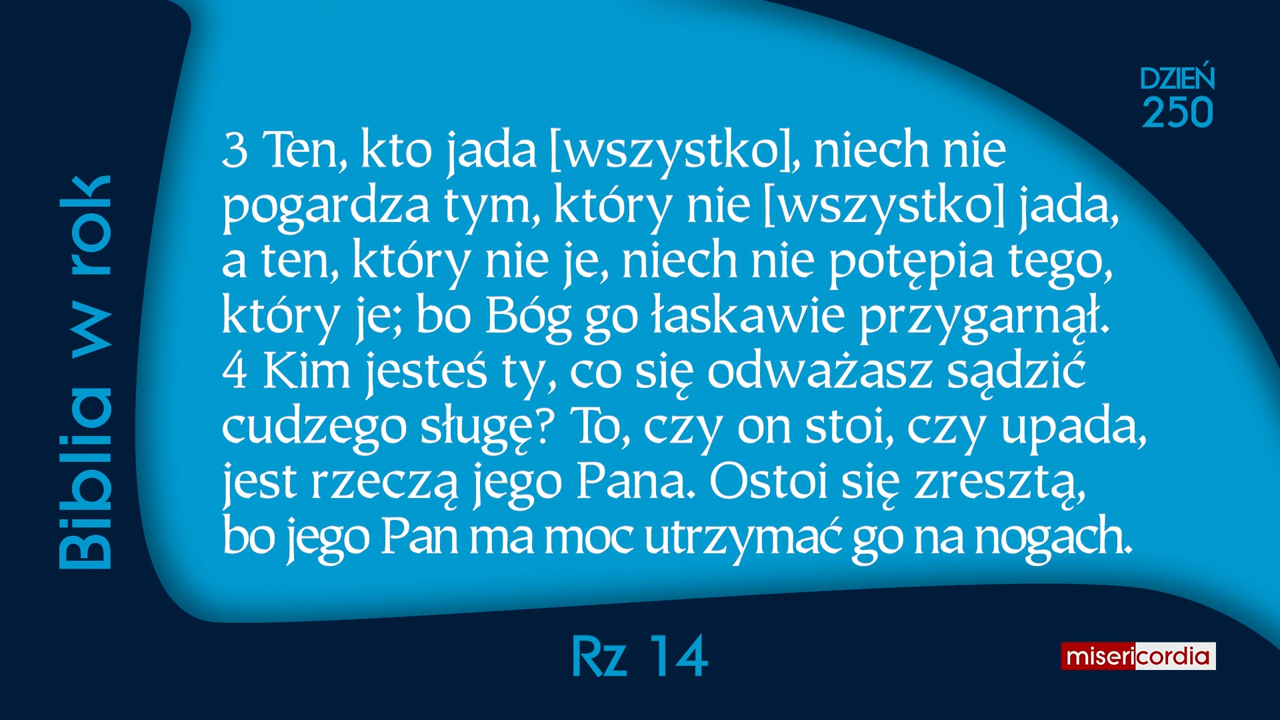 DZIEŃ
250
3 Ten, kto jada [wszystko], niech nie
pogardza tym, który nie [wszystko] jada,
a ten, który nie je, niech nie potępia tego,
który je; bo Bóg go łaskawie przygarnął.
4 Kim jesteś ty, co się odważasz sądzić
cudzego sługę? To, czy on stoi, czy upada,
jest rzeczą jego Pana. Ostoi się zresztą,
bo jego Pan ma moc utrzymać go na nogach.
Biblia w rok
Rz 14
misericordia